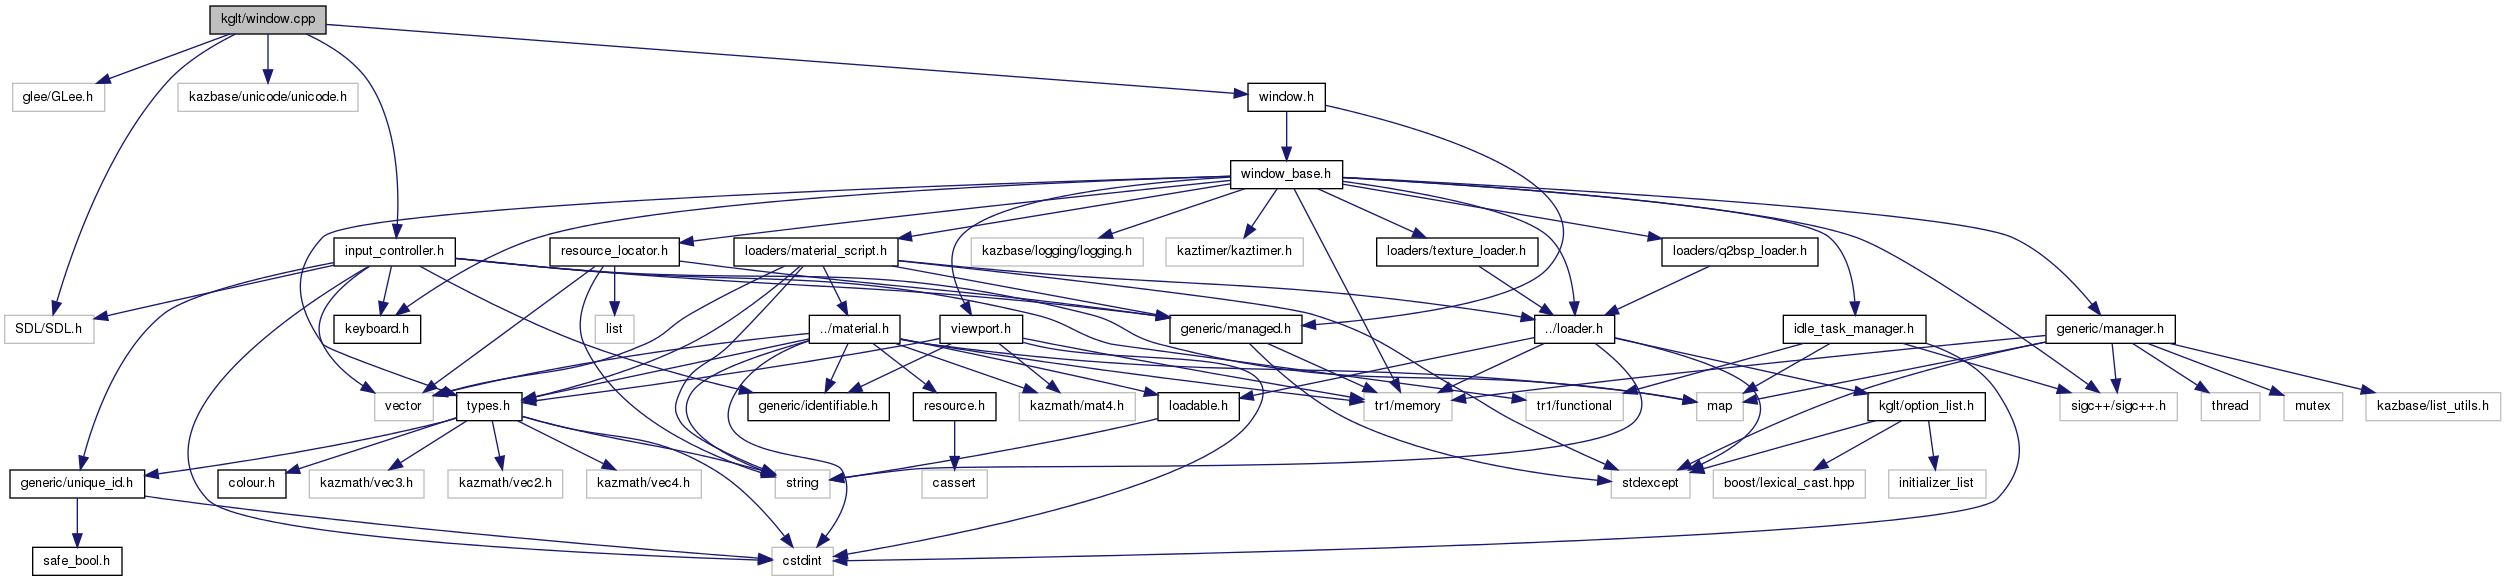 kglt/window.cpp
glee/GLee.h
kazbase/unicode/unicode.h
window.h
window_base.h
input_controller.h
resource_locator.h
loaders/material_script.h
kazbase/logging/logging.h
kaztimer/kaztimer.h
loaders/texture_loader.h
loaders/q2bsp_loader.h
SDL/SDL.h
keyboard.h
list
../material.h
viewport.h
generic/managed.h
../loader.h
idle_task_manager.h
generic/manager.h
vector
types.h
generic/identifiable.h
resource.h
kazmath/mat4.h
loadable.h
tr1/memory
tr1/functional
map
kglt/option_list.h
sigc++/sigc++.h
thread
mutex
kazbase/list_utils.h
generic/unique_id.h
colour.h
kazmath/vec3.h
kazmath/vec2.h
kazmath/vec4.h
string
cassert
stdexcept
boost/lexical_cast.hpp
initializer_list
safe_bool.h
cstdint